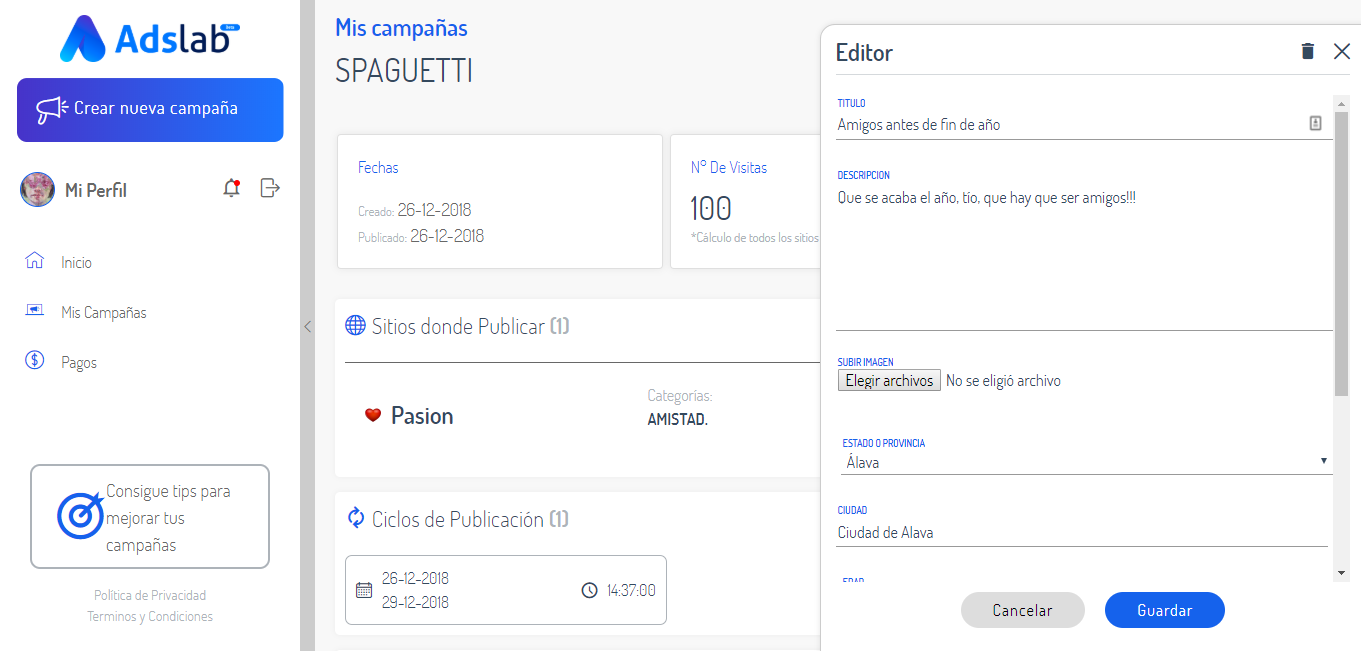 Adslab
Beta
Crear nueva campaña
Mi Perfil
Inicio
Mis Campañas
Pagos
Consigue tips para
mejorar tus
campañas
Política de Privacidad
Terminos y Condiciones
Mis campañas
SPAGUETTI
Fechas
Creado: 26-12-2018
Publicado: 26-12-2018
N° De Visitas
100
*Cálculo de todos los sitios
Sitios donde Publicar (1)
Pasion
Categorías:
AMISTAD.
Ciclos de Publicación (1)
26-12-2018
29-12-2018
14:37:00
Editor
TITULO
Amigos antes de fin de año
DESCRIPCION
Que se acaba el año, tío, que hay que ser amigos!!!
SUBIR IMAGEN
Elegir archivos No se eligió archivo
ESTADO O PROVINCIA
Álava
CIUDAD
Ciudad de Alava
EDAD
Cancelar
Guardar